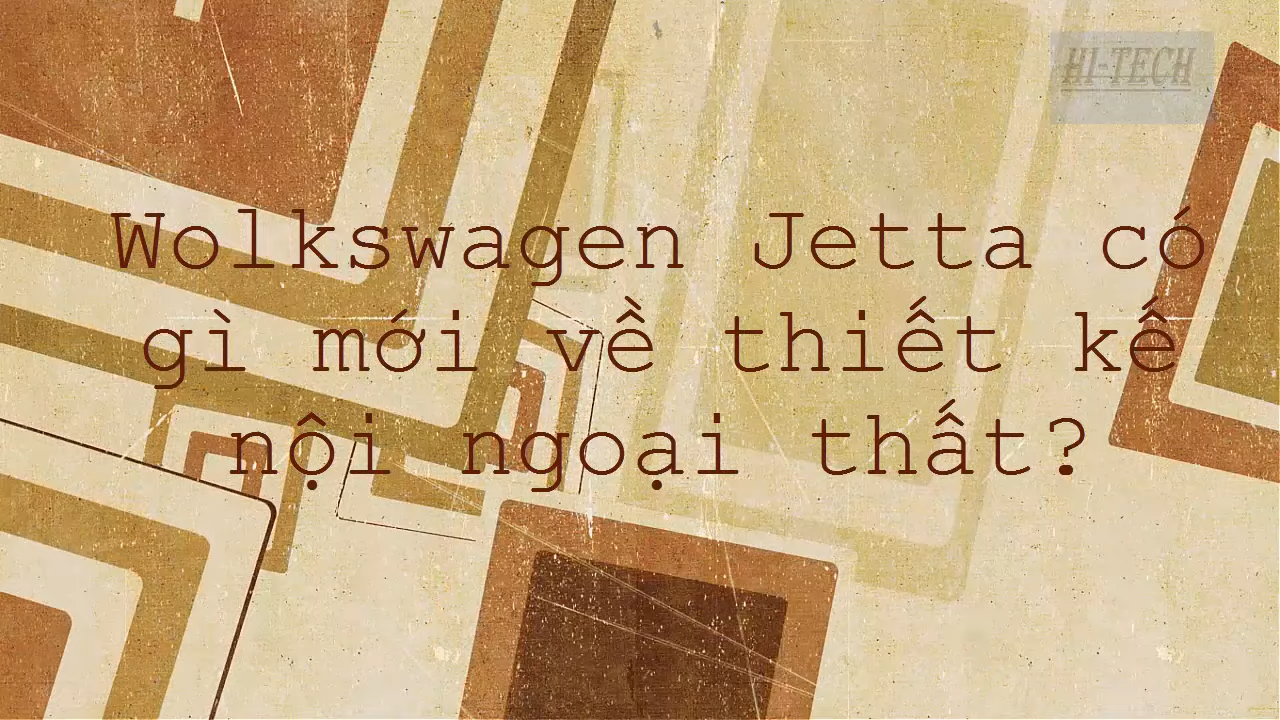 HI-TECH
Wolkswagen Jetta có
gì mới về thiết kế
nội ngoại thất?